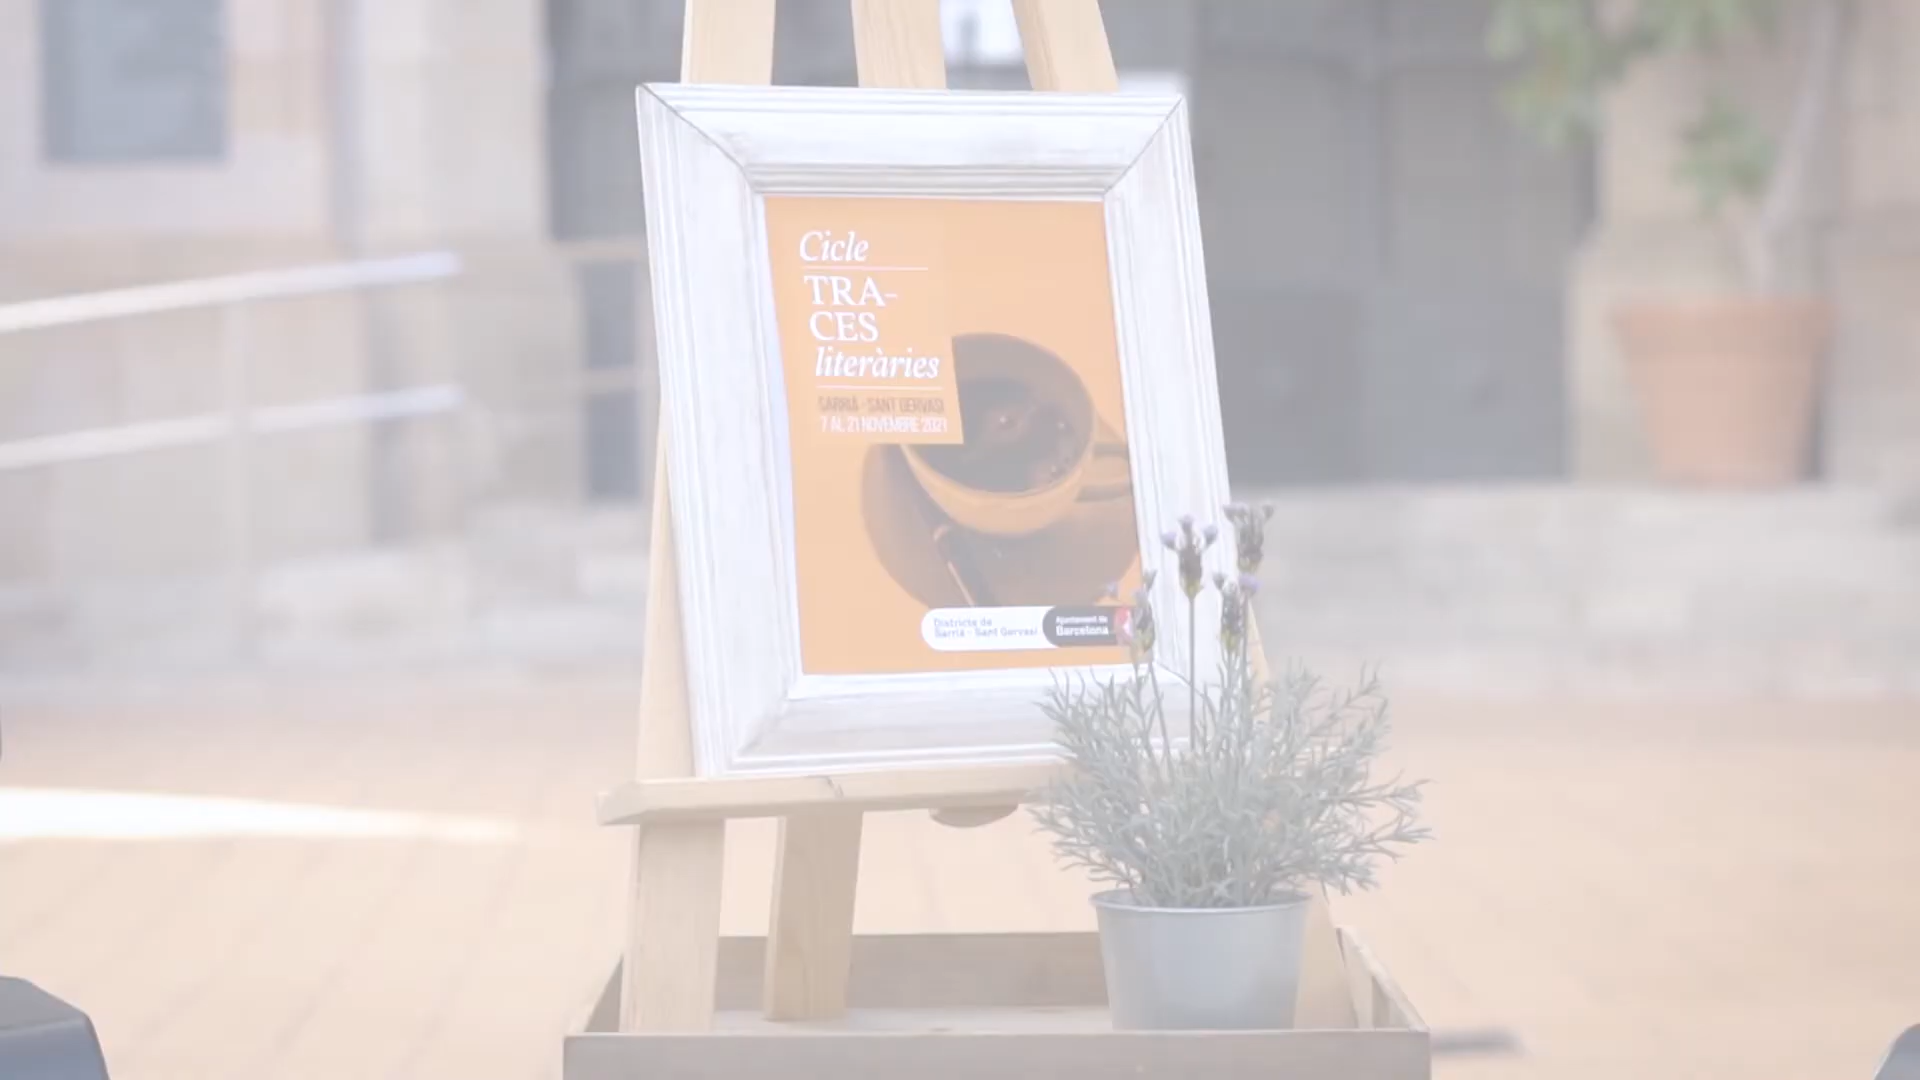 Cicle
TRA-
CES
literàries
SARRIÀ - SANT GERVASI
7 AL 21 NOVEMBRE 2021
Districte de
Sarrià - Sant Gervasi
Ajuntament de
Barcelona